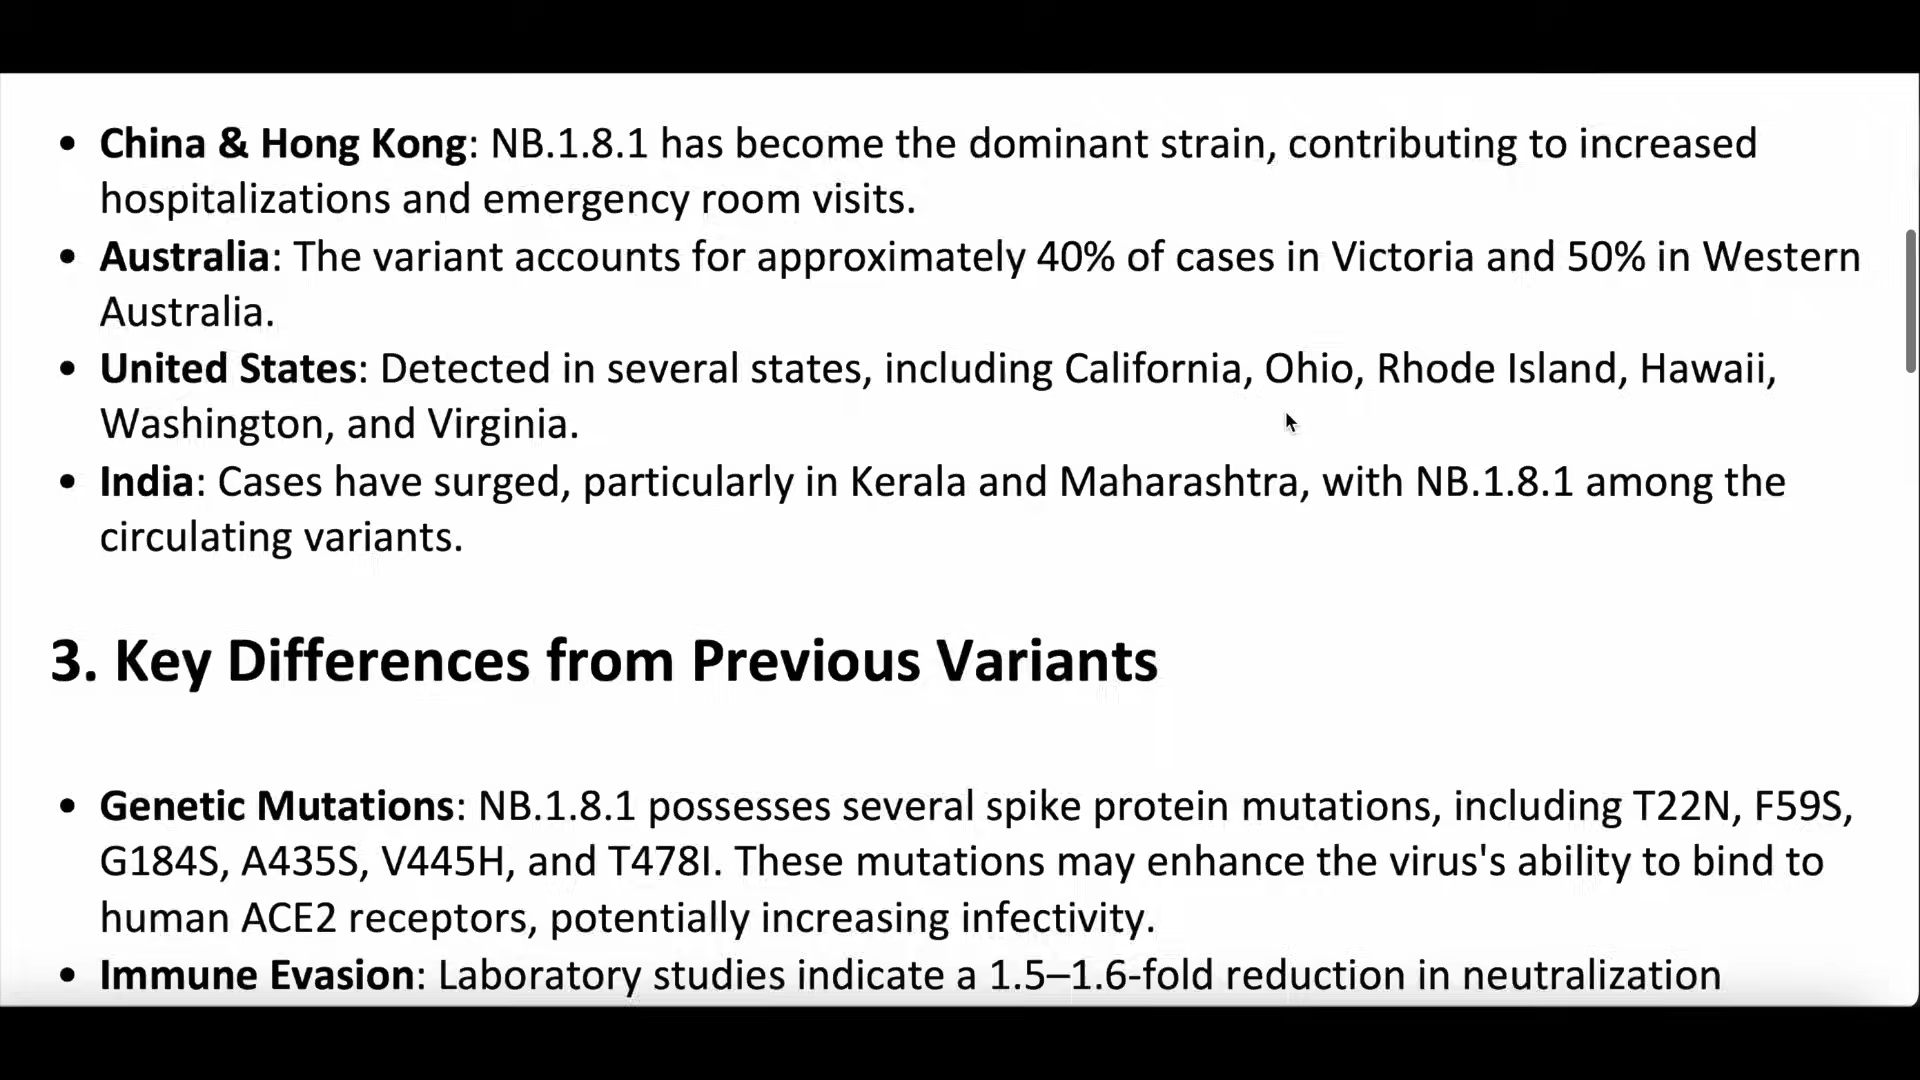 • China & Hong Kong: NB.1.8.1 has become the dominant strain, contributing to increased
hospitalizations and emergency room visits.
• Australia: The variant accounts for approximately 40% of cases in Victoria and 50% in Western
Australia.
• United States: Detected in several states, including California, Ohio, Rhode Island, Hawaii,
Washington, and Virginia.
• India: Cases have surged, particularly in Kerala and Maharashtra, with NB.1.8.1 among the
circulating variants.
3. Key Differences from Previous Variants
• Genetic Mutations: NB.1.8.1 possesses several spike protein mutations, including T22N, F59S,
G184S, A435S, V445H, and T478I. These mutations may enhance the virus's ability to bind to
human ACE2 receptors, potentially increasing infectivity.
• Immune Evasion: Laboratory studies indicate a 1.5–1.6-fold reduction in neutralization